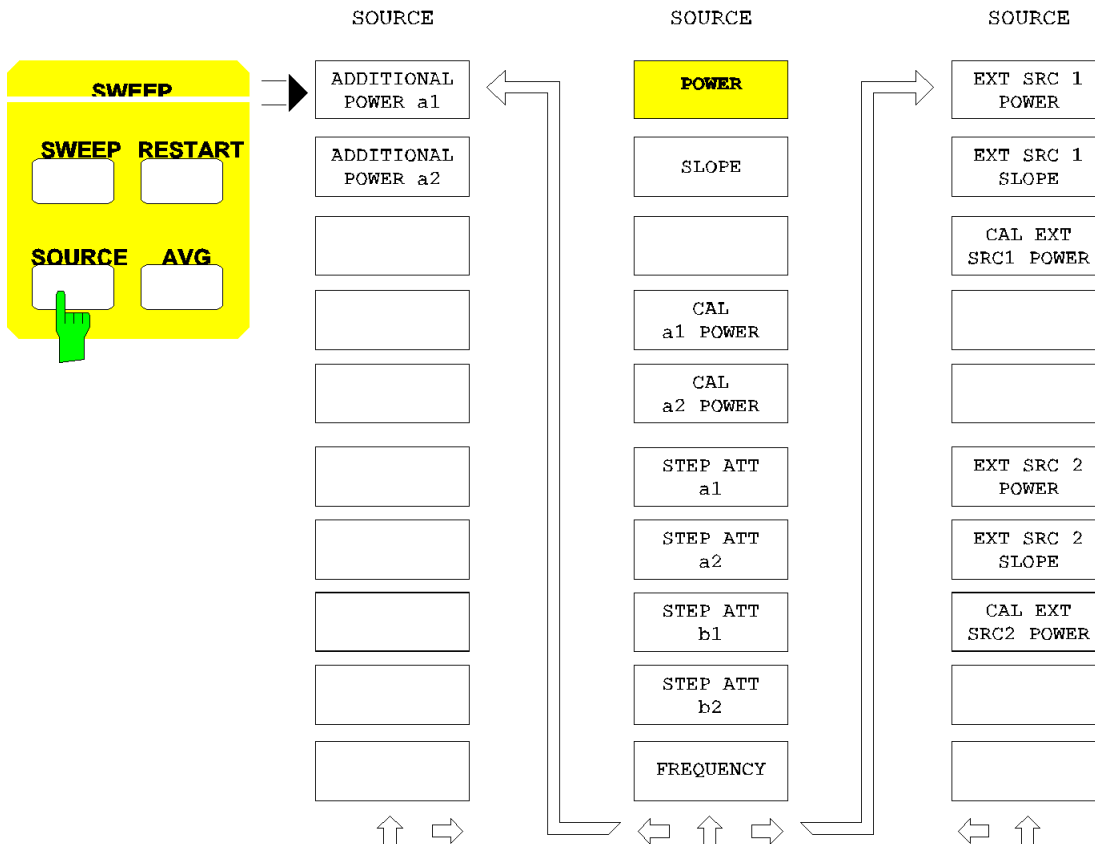 SOURCE
SOURCE
SOURCE
SWEEP
SWEEP RESTART
SOURCE AVG
ADDITIONAL
POWER a1
ADDITIONAL
POWER a2
POWER
SLOPE
CAL
a1 POWER
CAL
a2 POWER
STEP ATT
a1
STEP ATT
a2
STEP ATT
b1
STEP ATT
b2
FREQUENCY
EXT SRC 1
POWER
EXT SRC 1
SLOPE
CAL EXT
SRC1 POWER
EXT SRC 2
POWER
EXT SRC 2
SLOPE
CAL EXT
SRC2 POWER